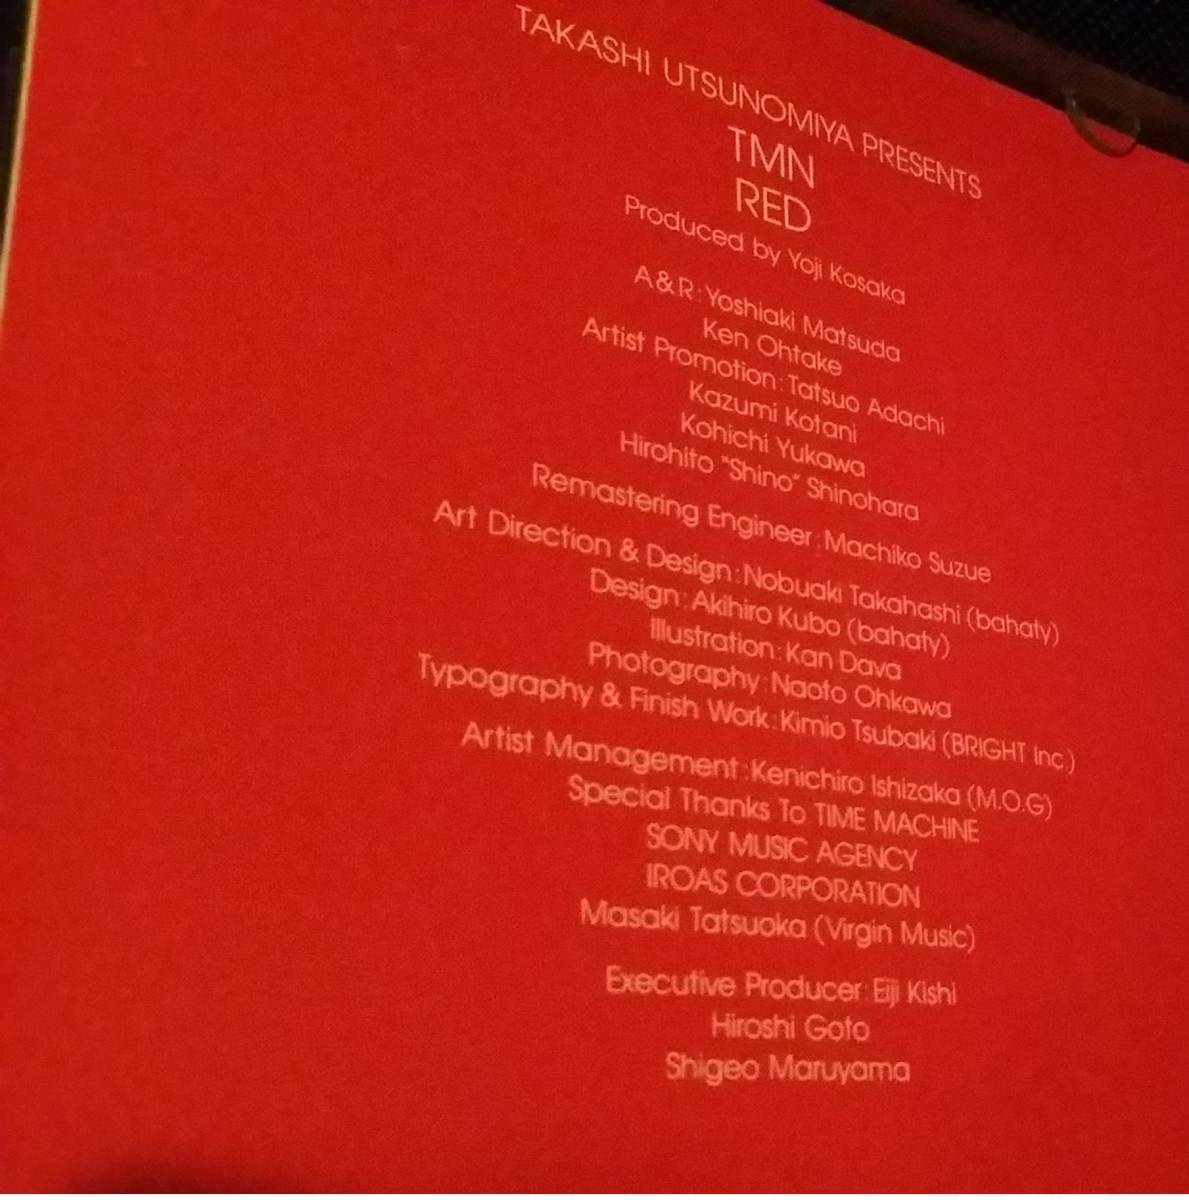 TAKASHI UTSUNOMIYA PRESENTS
TMN
RED
Produced by Yoji Kosaka
A&R:Yoshiaki Matsuda
Ken Ohtake
Artist Promotion:Tatsuo Adachi
Kazumi Kotani
Kohichi Yukawa
Hirohito "Shino" Shinohara
Remastering Engineer:Machiko Suzue
Art Direction & Design:Nobuaki Takahashi (bahaty)
Design:Akihiro Kubo (bahaty)
Illustration:Kan Dava
Photography:Naoto Ohkawa
Typography & Finish Work:Kimio Tsubaki (BRIGHT Inc.)
Artist Management:Kenichiro Ishizaka (M.O.G)
Special Thanks To TIME MACHINE
SONY MUSIC AGENCY
IROAS CORPORATION
Masaki Tatsuoka (Virgin Music)
Executive Producer:Eiji Kishi
Hiroshi Goto
Shigeo Maruyama